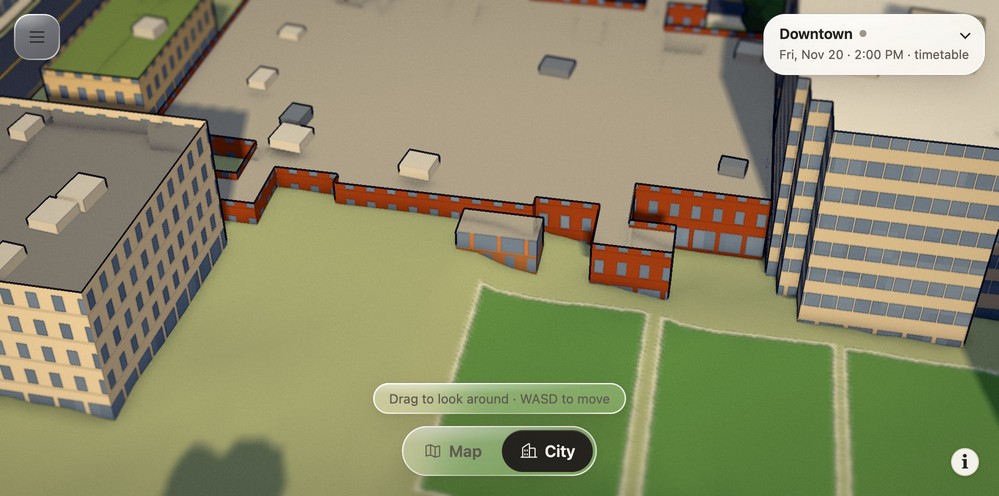 Downtown
Fri, Nov 20 · 2:00 PM · timetable
Drag to look around · WASD to move
Map
City
i